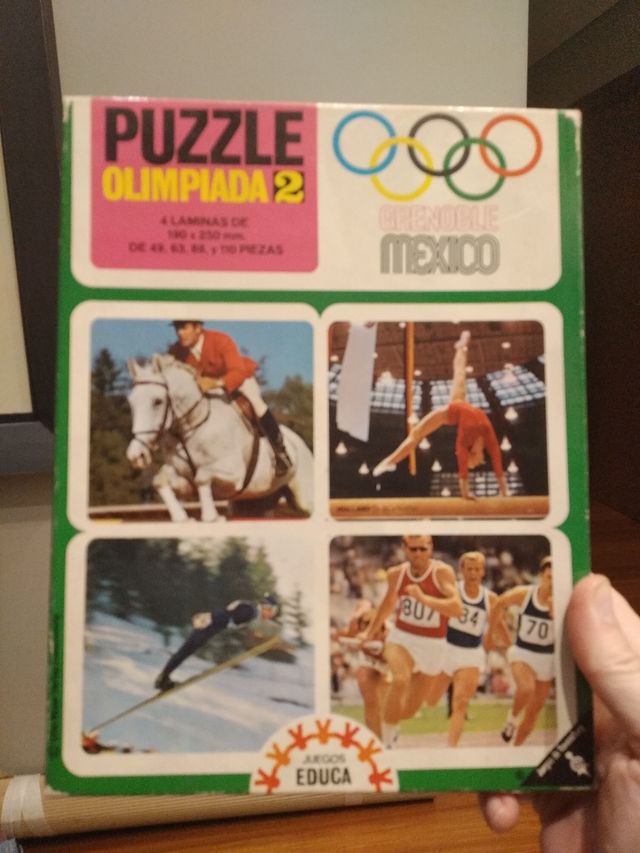 PUZZLE
OLIMPIADA 2
4 LAMINAS DE
190 x 250 mm.
DE 49, 63, 88, y 110 PIEZAS
GRENOBLE
MEXICO
807
84
70
JUEGOS
EDUCA